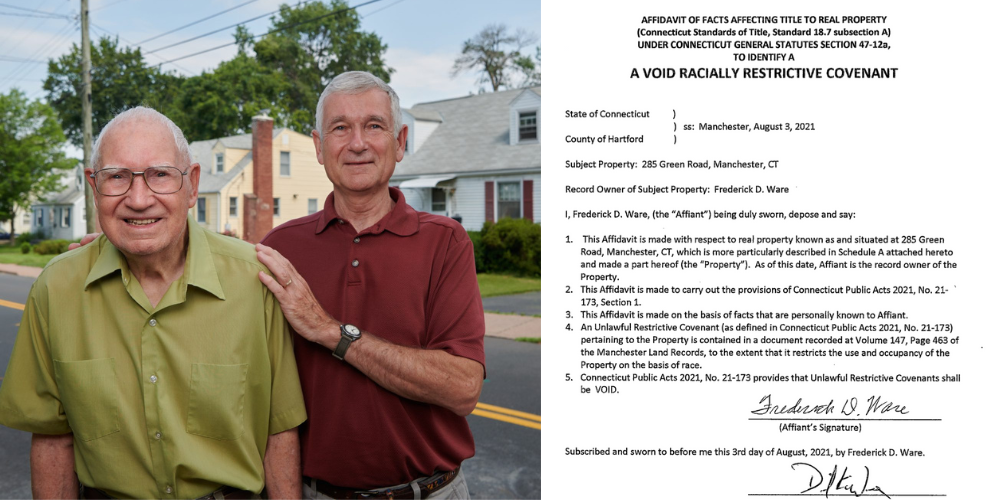 AFFIDAVIT OF FACTS AFFECTING TITLE TO REAL PROPERTY
(Connecticut Standards of Title, Standard 18.7 subsection A)
UNDER CONNECTICUT GENERAL STATUTES SECTION 47-12a,
TO IDENTIFY A
A VOID RACIALLY RESTRICTIVE COVENANT
State of Connecticut )
) ss: Manchester, August 3, 2021
County of Hartford )
Subject Property: 285 Green Road, Manchester, CT
Record Owner of Subject Property: Frederick D. Ware
I, Frederick D. Ware, (the “Affiant”) being duly sworn, depose and say:
1. This Affidavit is made with respect to real property known as and situated at 285 Green
Road, Manchester, CT, which is more particularly described in Schedule A attached hereto
and made a part hereof (the “Property”). As of this date, Affiant is the record owner of the
Property.
2. This Affidavit is made to carry out the provisions of Connecticut Public Acts 2021, No. 21-
173, Section 1.
3. This Affidavit is made on the basis of facts that are personally known to Affiant.
4. An Unlawful Restrictive Covenant (as defined in Connecticut Public Acts 2021, No. 21-173)
pertaining to the Property is contained in a document recorded at Volume 147, Page 463 of
the Manchester Land Records, to the extent that it restricts the use and occupancy of the
Property on the basis of race.
5. Connecticut Public Acts 2021, No. 21-173 provides that Unlawful Restrictive Covenants shall
be VOID.
Frederick D. Ware
(Affiant’s Signature)
Subscribed and sworn to before me this 3rd day of August, 2021, by Frederick D. Ware.